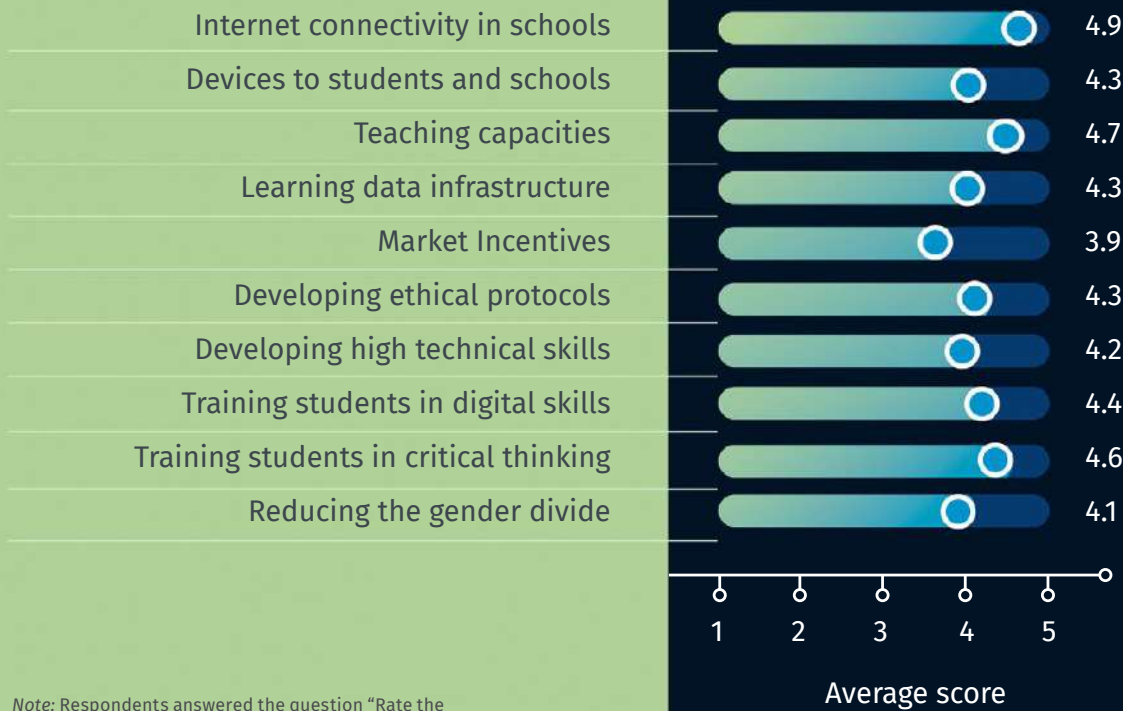 Internet connectivity in schools 4.9
Devices to students and schools 4.3
Teaching capacities 4.7
Learning data infrastructure 4.3
Market Incentives 3.9
Developing ethical protocols 4.3
Developing high technical skills 4.2
Training students in digital skills 4.4
Training students in critical thinking 4.6
Reducing the gender divide 4.1
1 2 3 4 5
Average score
Note: Respondents answered the question “Rate the